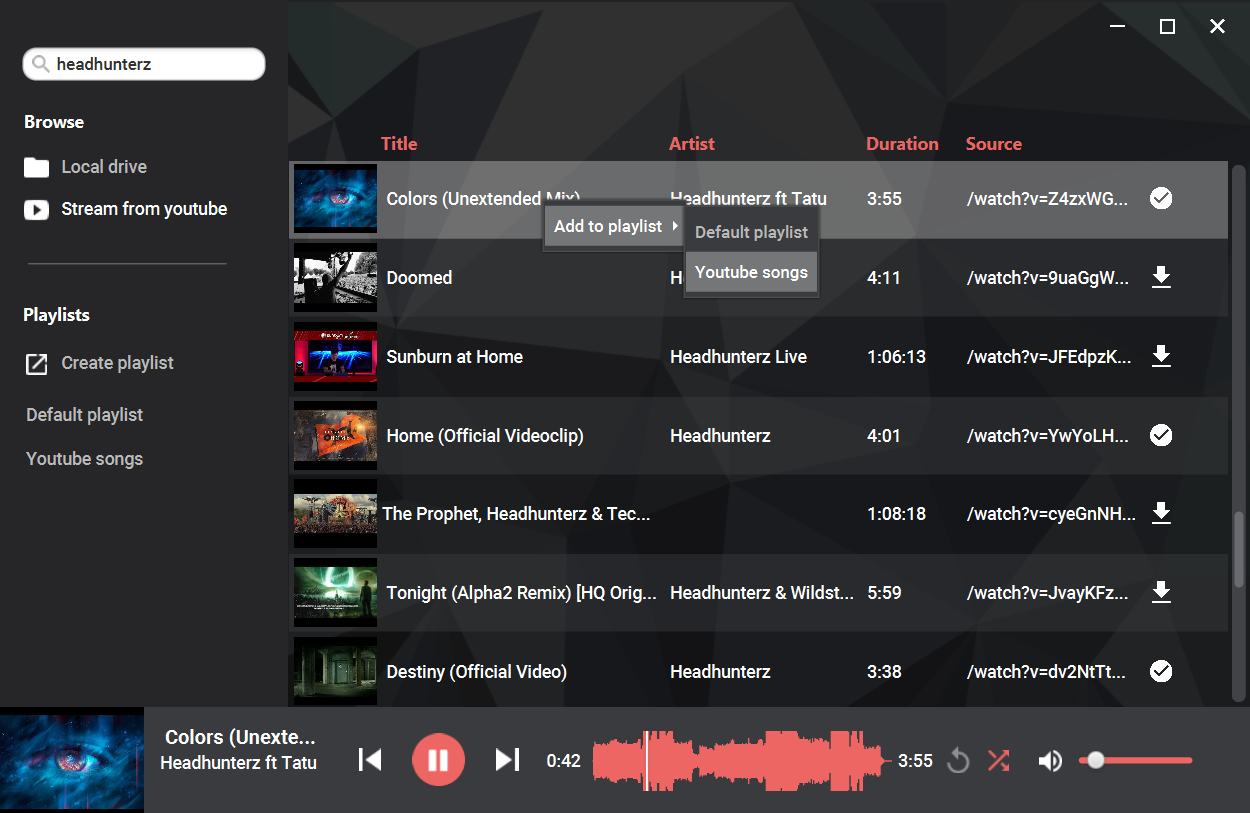 headhunterz
Browse
Local drive
Stream from youtube
Playlists
Create playlist
Default playlist
Youtube songs
Title Artist Duration Source
Colors (Unextended Mix) Headhunterz ft Tatu 3:55 /watch?v=Z4zxWG...
Add to playlist
Default playlist
Youtube songs
Doomed 4:11 /watch?v=9uaGgW...
Sunburn at Home Headhunterz Live 1:06:13 /watch?v=JFEdpzK...
Home (Official Videoclip) Headhunterz 4:01 /watch?v=YwYoLH...
The Prophet, Headhunterz & Tec... 1:08:18 /watch?v=cyeGnNH...
Tonight (Alpha2 Remix) [HQ Orig... Headhunterz & Wildst... 5:59 /watch?v=JvayKFz...
Destiny (Official Video) Headhunterz 3:38 /watch?v=dv2NtTt...
Colors (Unexte...
Headhunterz ft Tatu
0:42 3:55